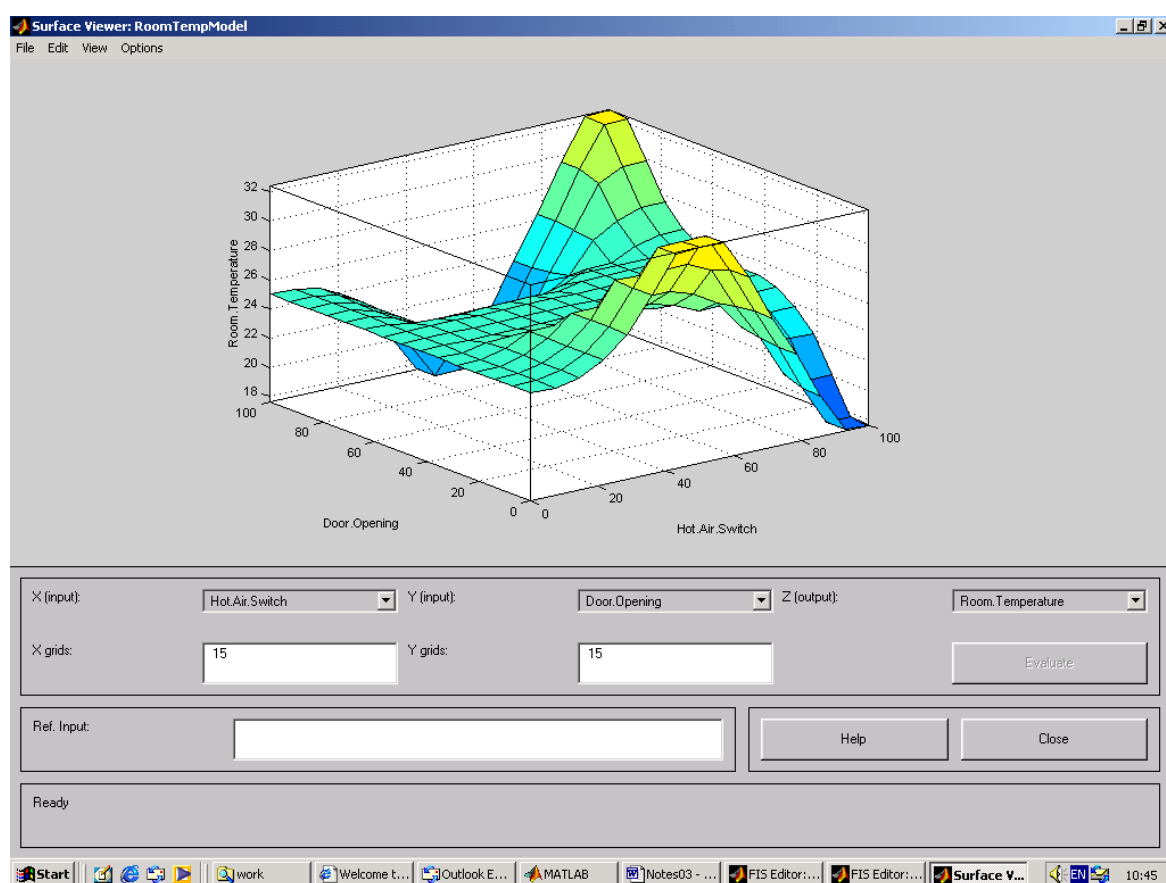 Surface Viewer: RoomTempModel
File Edit View Options
32
30
28
26
24
22
20
18
Room.Temperature
100
80
60
40
20
0
Door.Opening
0
20
40
60
80
100
Hot.Air.Switch
X (input): Hot.Air.Switch Y (input): Door.Opening Z (output): Room.Temperature
X grids: 15 Y grids: 15 Evaluate
Ref. Input: Help Close
Ready
Start work Welcome t... Outlook E... MATLAB Notes03 - ... FIS Editor:... FIS Editor:... Surface V... EN 10:45